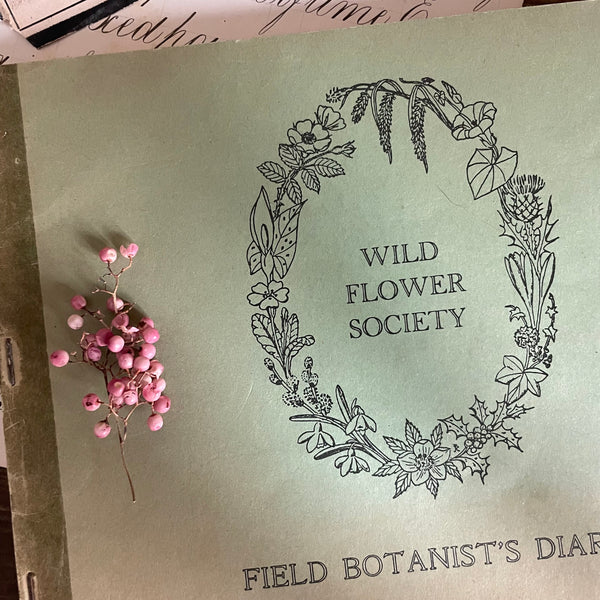 WILD
FLOWER
SOCIETY
FIELD BOTANIST'S DIAR